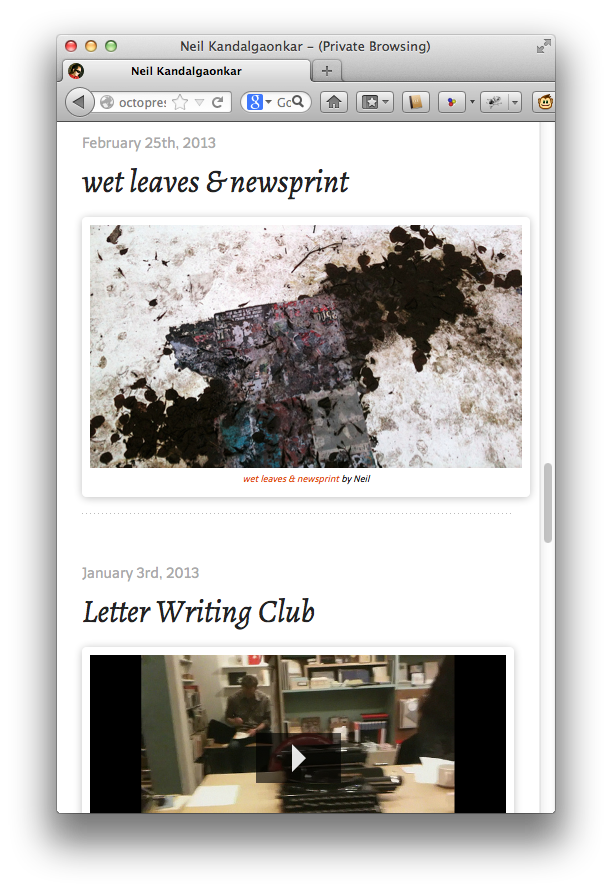 Neil Kandalgaonkar – (Private Browsing)
Neil Kandalgaonkar
octopres
Go
February 25th, 2013
wet leaves & newsprint
wet leaves & newsprint by Neil
January 3rd, 2013
Letter Writing Club